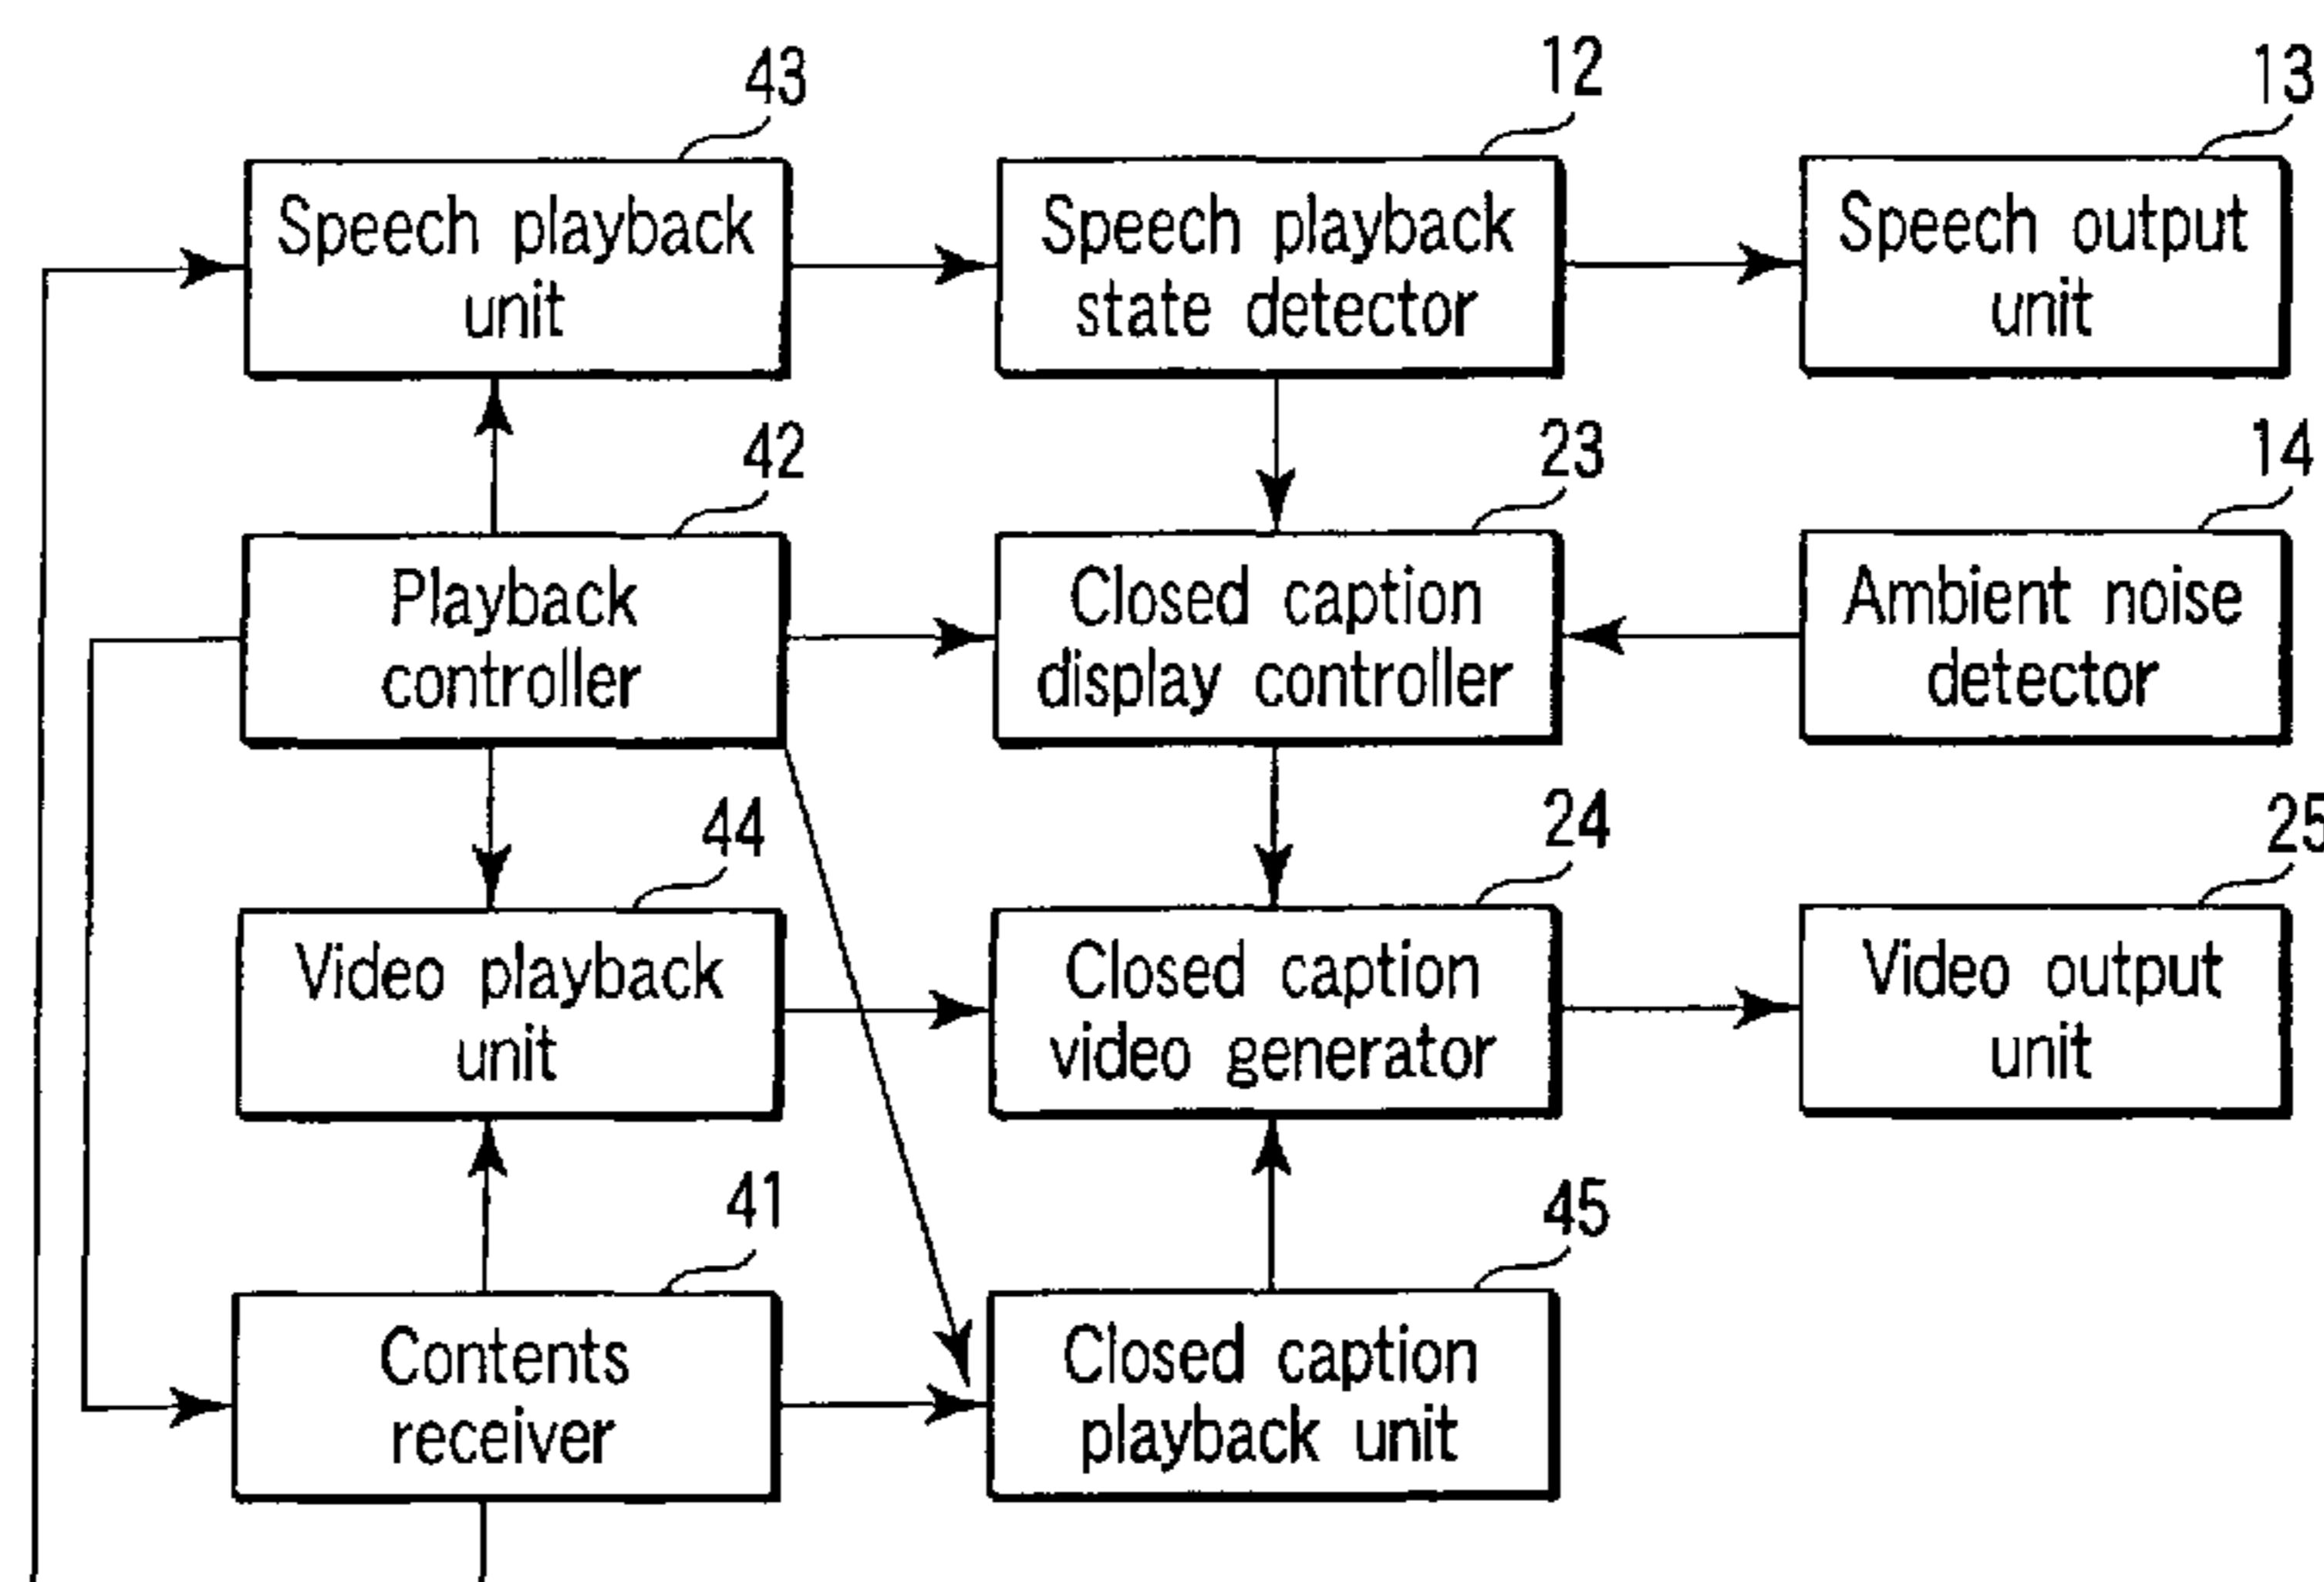 43
12
13
Speech playback
unit
Speech playback
state detector
Speech output
unit
42
23
14
Playback
controller
Closed caption
display controller
Ambient noise
detector
44
24
25
Video playback
unit
Closed caption
video generator
Video output
unit
41
45
Contents
receiver
Closed caption
playback unit